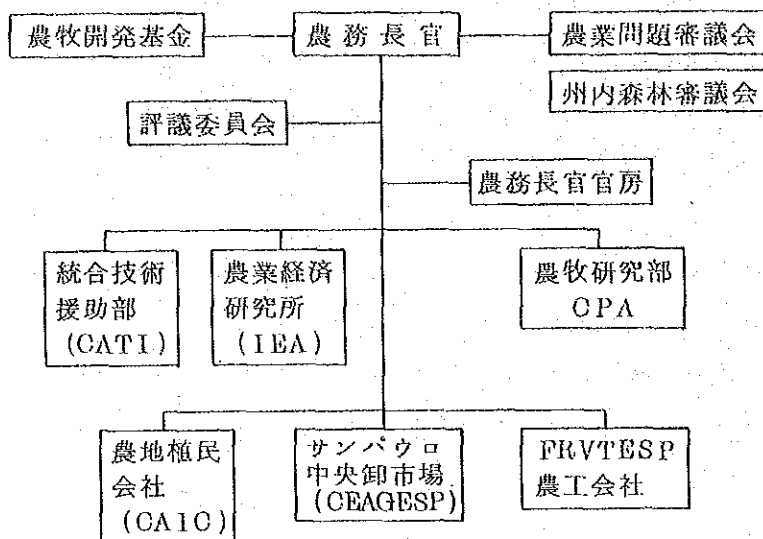 農牧開発基金
農務長官
農業問題審議会
州内森林審議会
評議委員会
農務長官官房
統合技術
援助部
(CATI)
農業経済
研究所
(IEA)
農牧研究部
CPA
農地植民
会社
(CAIC)
サンパウロ
中央卸市場
(CEAGESP)
FRVTESP
農工会社